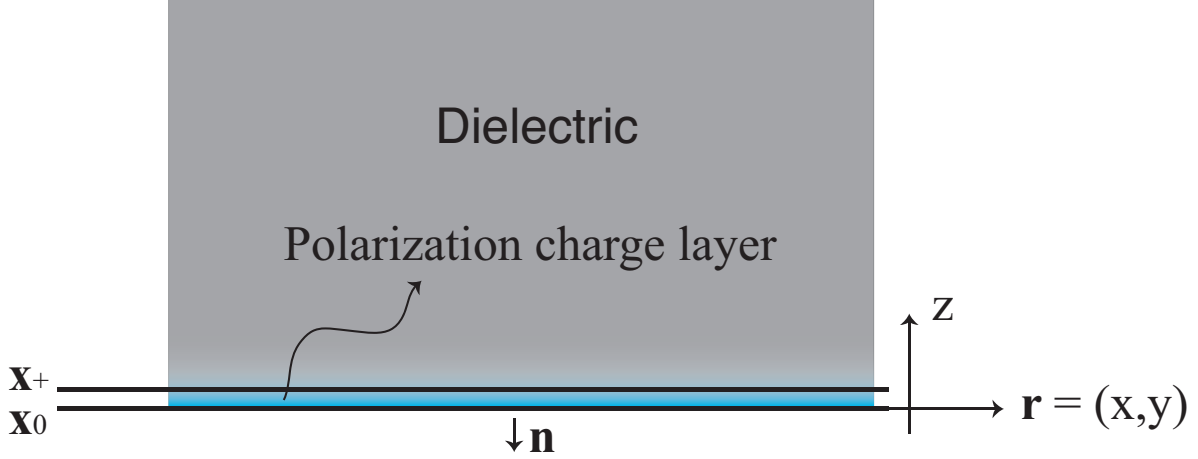 Dielectric
Polarization charge layer
z
x+
x0
r = (x,y)
n